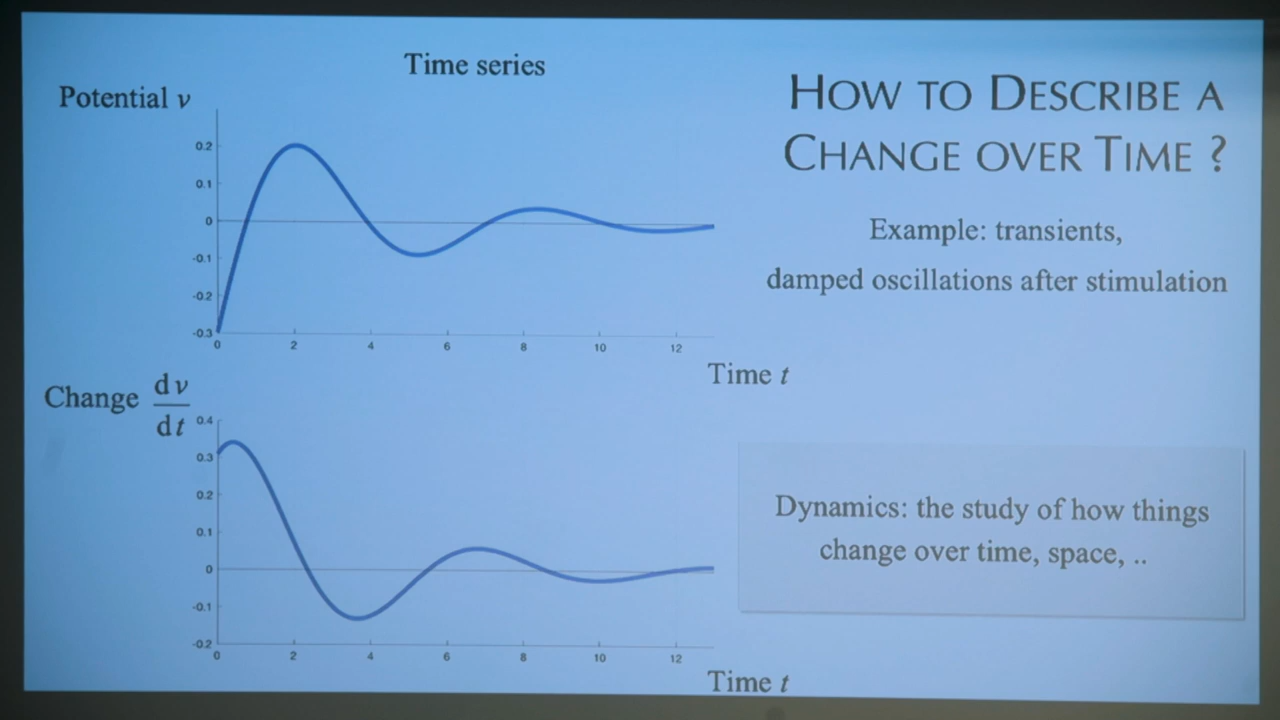 Time series
Potential v
0.2
0.1
0
-0.1
-0.2
-0.3
0 2 4 6 8 10 12
Time t
Change dv
dt
0.4
0.3
0.2
0.1
0
-0.1
-0.2
0 2 4 6 8 10 12
Time t
HOW TO DESCRIBE A
CHANGE OVER TIME ?
Example: transients,
damped oscillations after stimulation
Dynamics: the study of how things
change over time, space, ..